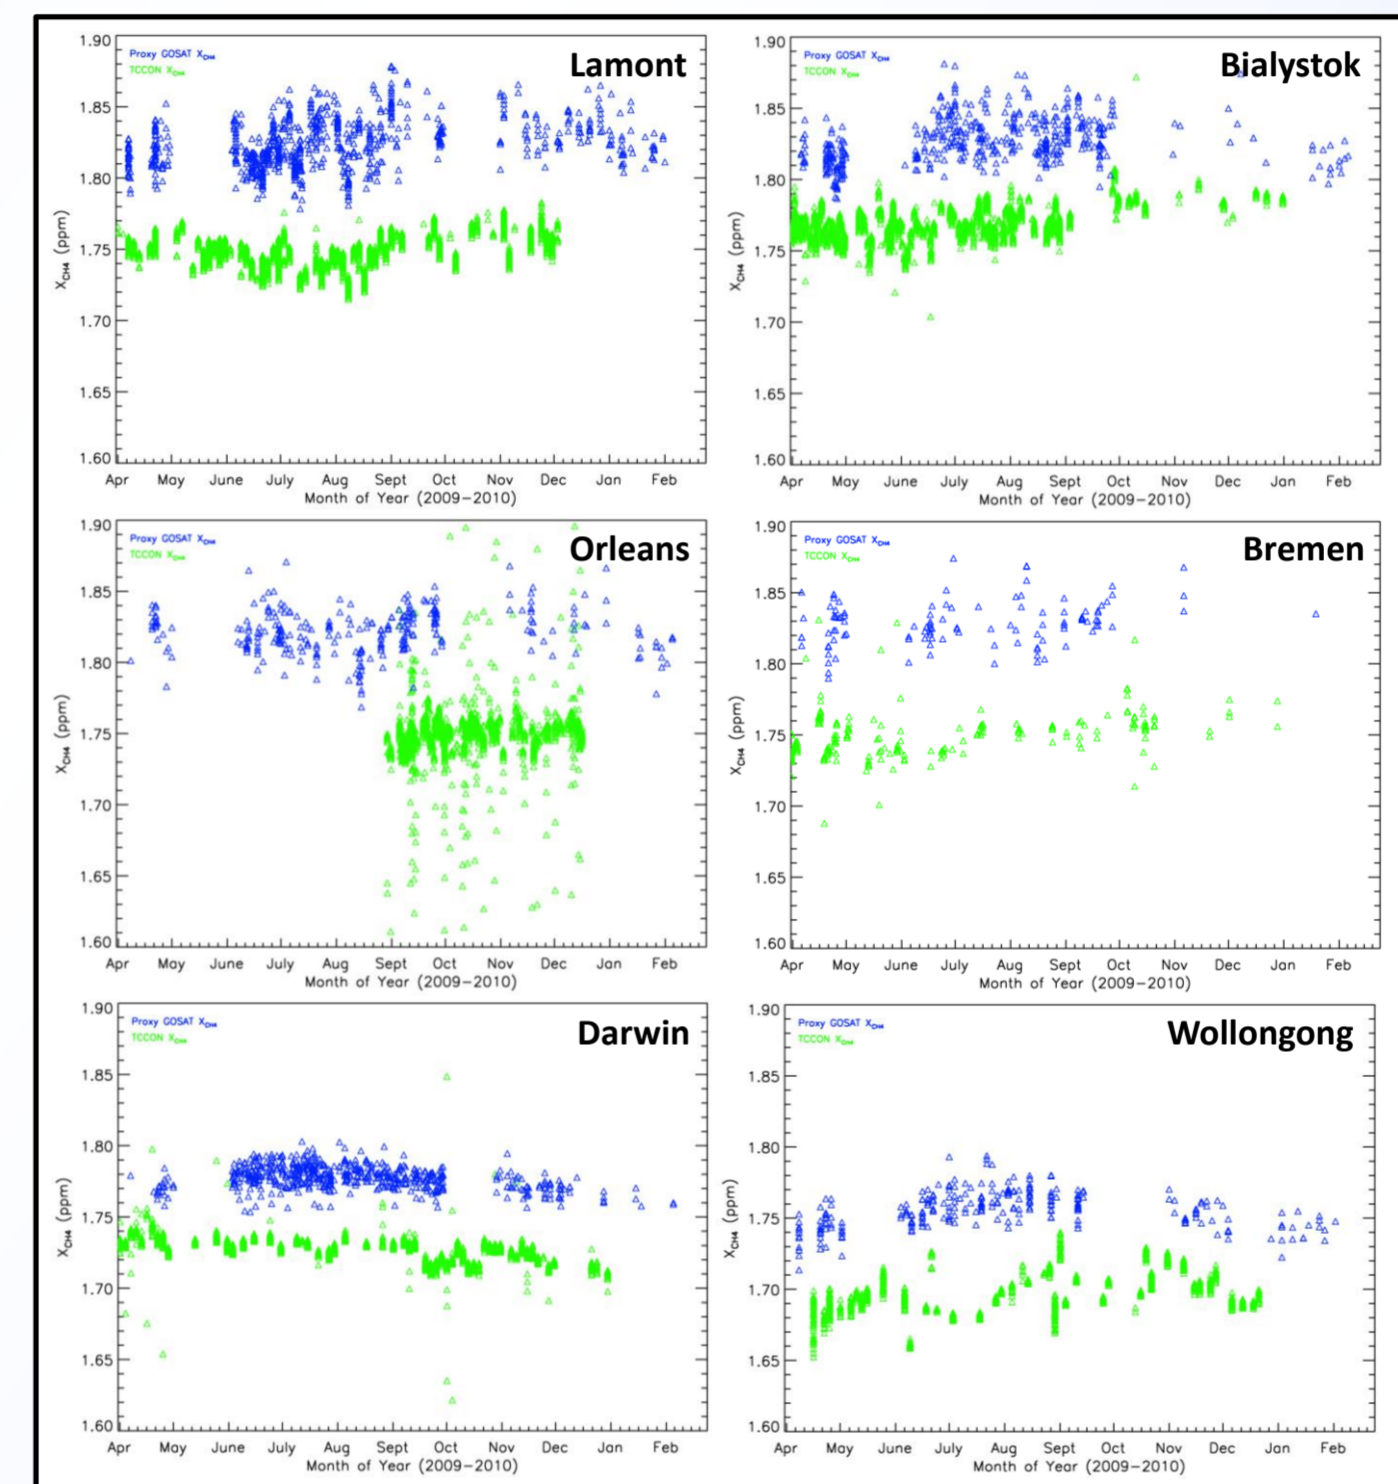 Lamont
Proxy GOSAT XCH4
TCCON XCH4
1.90
1.85
1.80
1.75
1.70
1.65
1.60
XCH4 (ppm)
Apr May June July Aug Sept Oct Nov Dec Jan Feb
Month of Year (2009-2010)
Bialystok
Proxy GOSAT XCH4
TCCON XCH4
1.90
1.85
1.80
1.75
1.70
1.65
1.60
XCH4 (ppm)
Apr May June July Aug Sept Oct Nov Dec Jan Feb
Month of Year (2009-2010)
Orleans
Proxy GOSAT XCH4
TCCON XCH4
1.90
1.85
1.80
1.75
1.70
1.65
1.60
XCH4 (ppm)
Apr May June July Aug Sept Oct Nov Dec Jan Feb
Month of Year (2009-2010)
Bremen
Proxy GOSAT XCH4
TCCON XCH4
1.90
1.85
1.80
1.75
1.70
1.65
1.60
XCH4 (ppm)
Apr May June July Aug Sept Oct Nov Dec Jan Feb
Month of Year (2009-2010)
Darwin
Proxy GOSAT XCH4
TCCON XCH4
1.90
1.85
1.80
1.75
1.70
1.65
1.60
XCH4 (ppm)
Apr May June July Aug Sept Oct Nov Dec Jan Feb
Month of Year (2009-2010)
Wollongong
Proxy GOSAT XCH4
TCCON XCH4
1.90
1.85
1.80
1.75
1.70
1.65
1.60
XCH4 (ppm)
Apr May June July Aug Sept Oct Nov Dec Jan Feb
Month of Year (2009-2010)